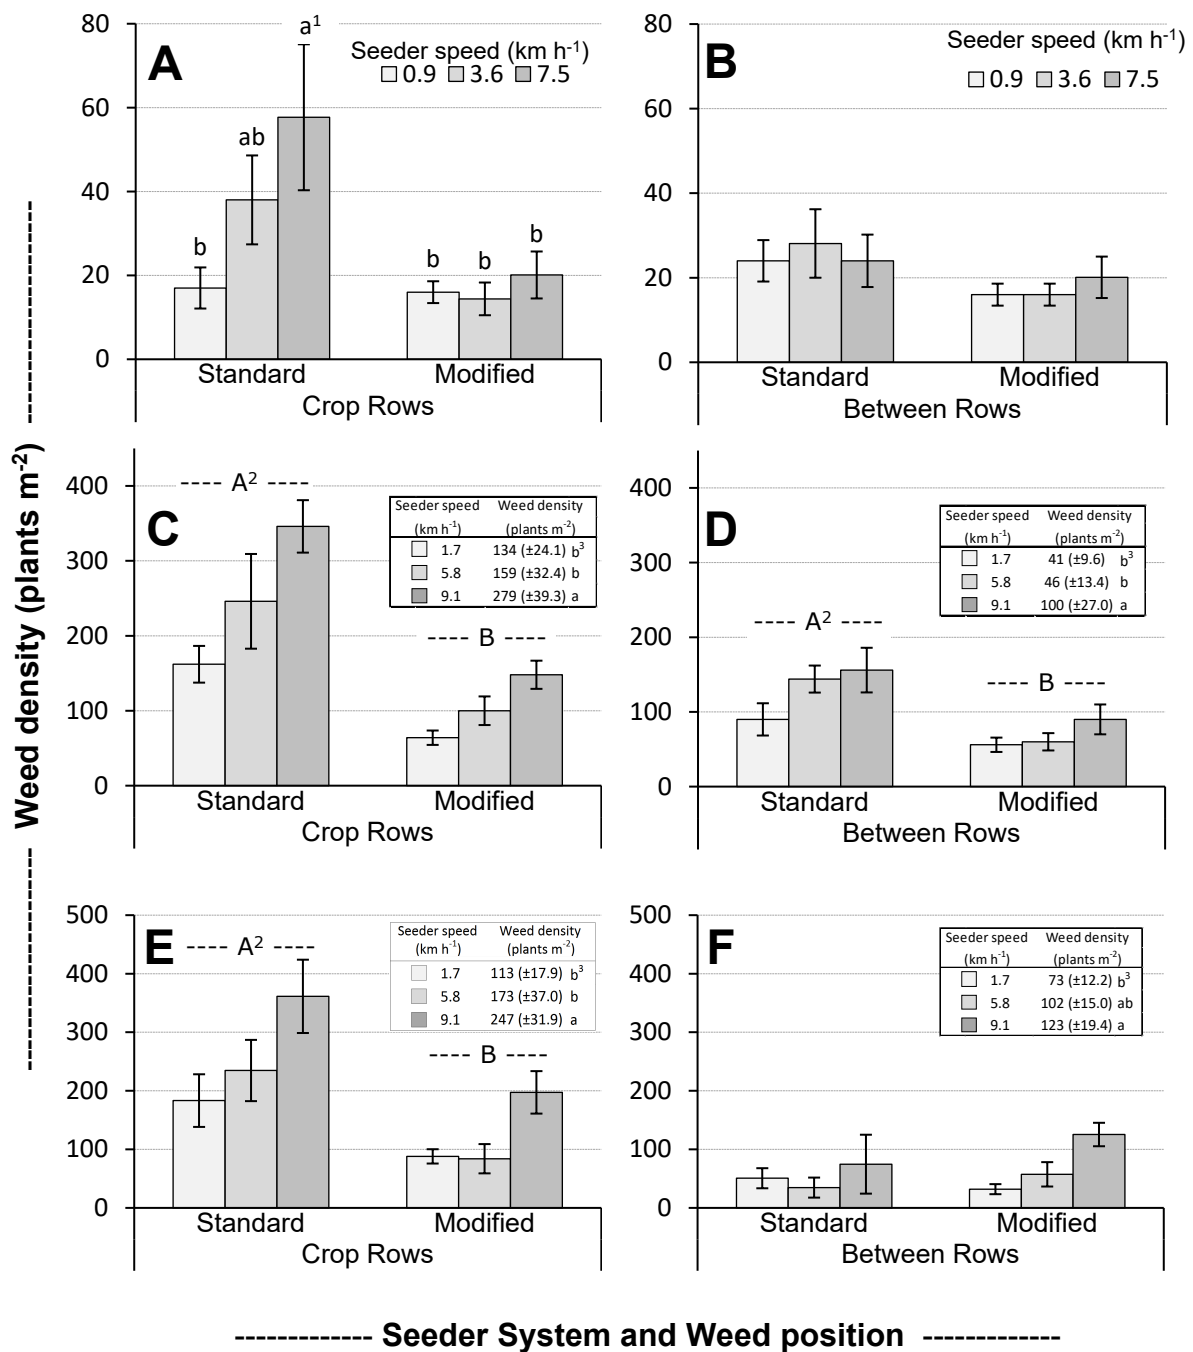 Weed density (plants m⁻²)
A
80
60
40
20
0
a¹
Seeder speed (km h⁻¹)
0.9 3.6 7.5
ab
b
b b b
Standard Modified
Crop Rows
B
80
60
40
20
0
Seeder speed (km h⁻¹)
0.9 3.6 7.5
Standard Modified
Between Rows
C
400
300
200
100
0
---- A² ----
---- B ----
Seeder speed Weed density
(km h⁻¹) (plants m⁻²)
1.7 134 (±24.1) b³
5.8 159 (±32.4) b
9.1 279 (±39.3) a
Standard Modified
Crop Rows
D
400
300
200
100
0
---- A² ----
---- B ----
Seeder speed Weed density
(km h⁻¹) (plants m⁻²)
1.7 41 (±9.6) b³
5.8 46 (±13.4) b
9.1 100 (±27.0) a
Standard Modified
Between Rows
E
500
400
300
200
100
0
---- A² ----
---- B ----
Seeder speed Weed density
(km h⁻¹) (plants m⁻²)
1.7 113 (±17.9) b³
5.8 173 (±37.0) b
9.1 247 (±31.9) a
Standard Modified
Crop Rows
F
500
400
300
200
100
0
Seeder speed Weed density
(km h⁻¹) (plants m⁻²)
1.7 73 (±12.2) b³
5.8 102 (±15.0) ab
9.1 123 (±19.4) a
Standard Modified
Between Rows
------------ Seeder System and Weed position ------------